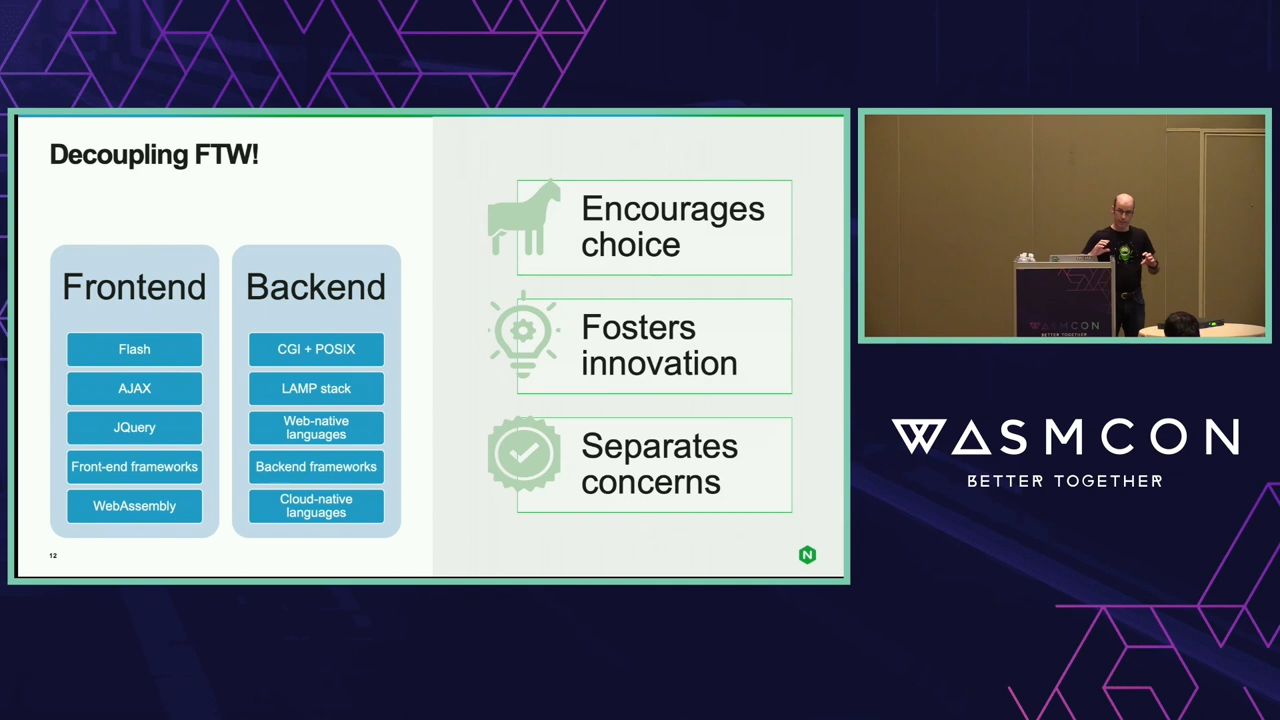 Decoupling FTW!
Frontend
Flash
AJAX
JQuery
Front-end frameworks
WebAssembly
Backend
CGI + POSIX
LAMP stack
Web-native
languages
Backend frameworks
Cloud-native
languages
Encourages
choice
Fosters
innovation
Separates
concerns
12
N
WASMCON
BETTER TOGETHER
WASMCON
BETTER TOGETHER